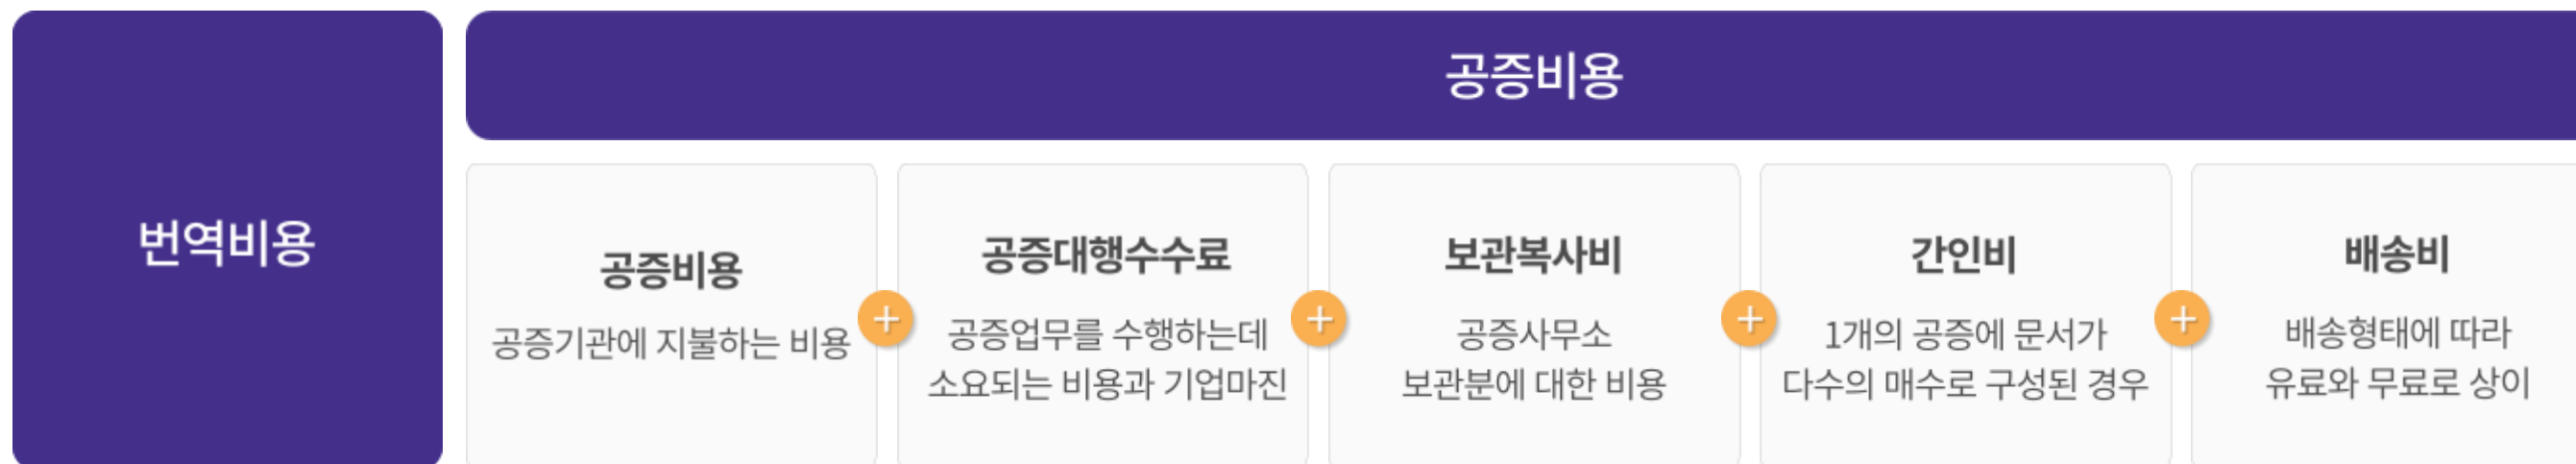 번역비용
공증비용
공증비용
공증기관에 지불하는 비용
+
공증대행수수료
공증업무를 수행하는데
소요되는 비용과 기업마진
+
보관복사비
공증사무소
보관분에 대한 비용
+
간인비
1개의 공증에 문서가
다수의 매수로 구성된 경우
+
배송비
배송형태에 따라
유료와 무료로 상이